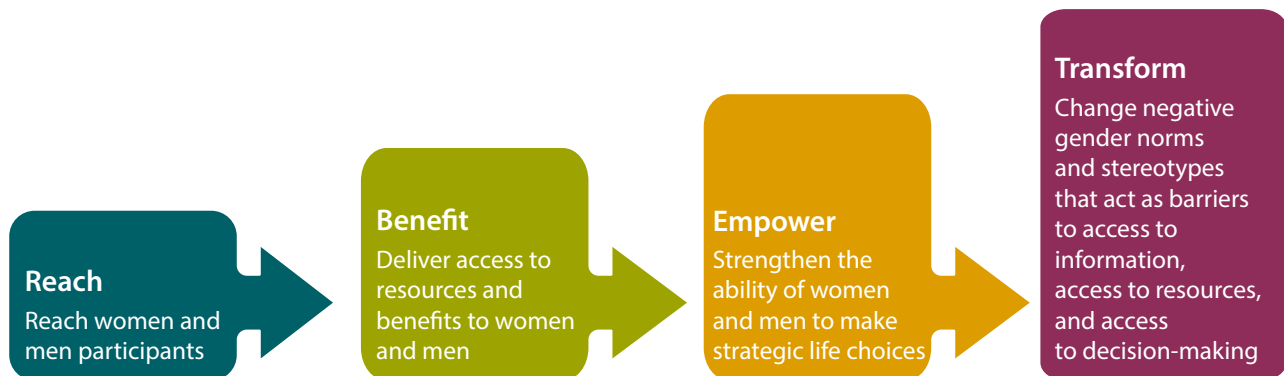 Reach
Reach women and
men participants
Benefit
Deliver access to
resources and
benefits to women
and men
Empower
Strengthen the
ability of women
and men to make
strategic life choices
Transform
Change negative
gender norms
and stereotypes
that act as barriers
to access to
information,
access to resources,
and access
to decision-making